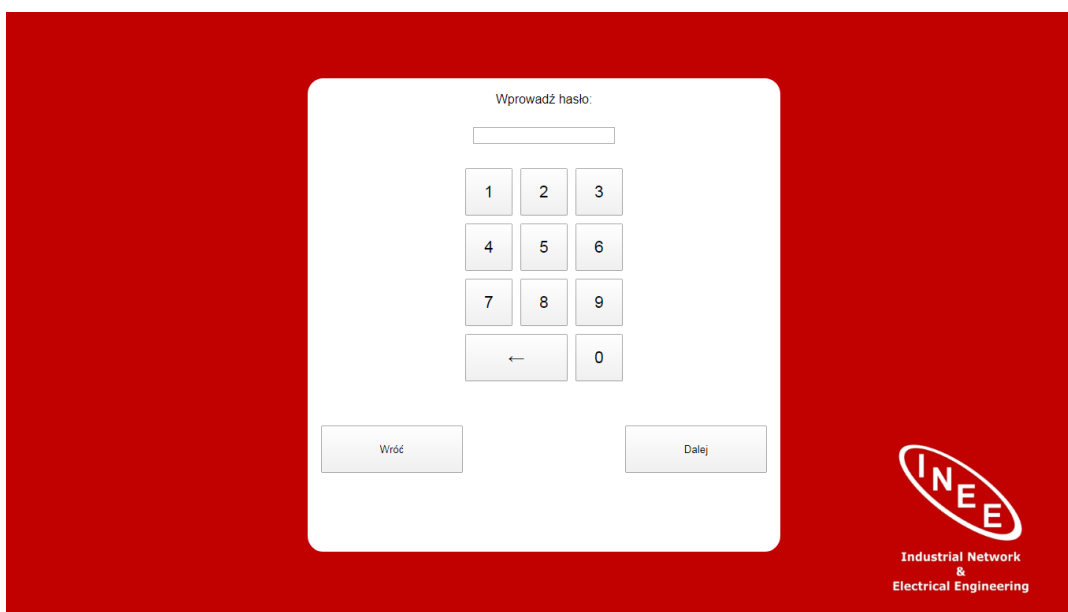 Wprowadź hasło:
1 2 3
4 5 6
7 8 9
← 0
Wróć Dalej
INEE
Industrial Network
&
Electrical Engineering